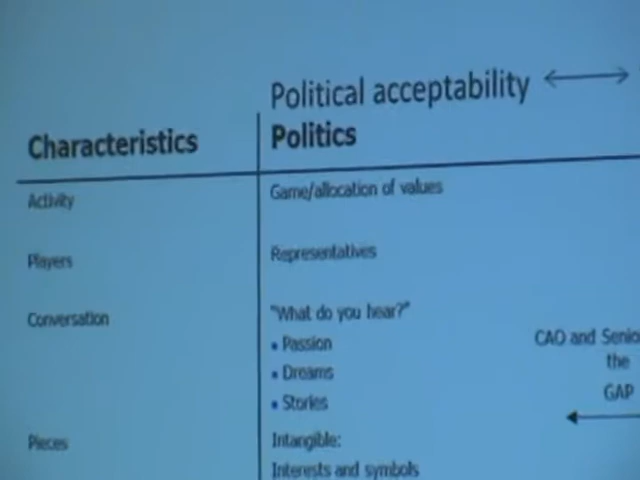 Political acceptability
Characteristics
Politics
Activity
Game/allocation of values
Players
Representatives
Conversation
"What do you hear?"
• Passion
• Dreams
• Stories
CAO and
the
GAP
Pieces
Intangible:
Interests and symbols